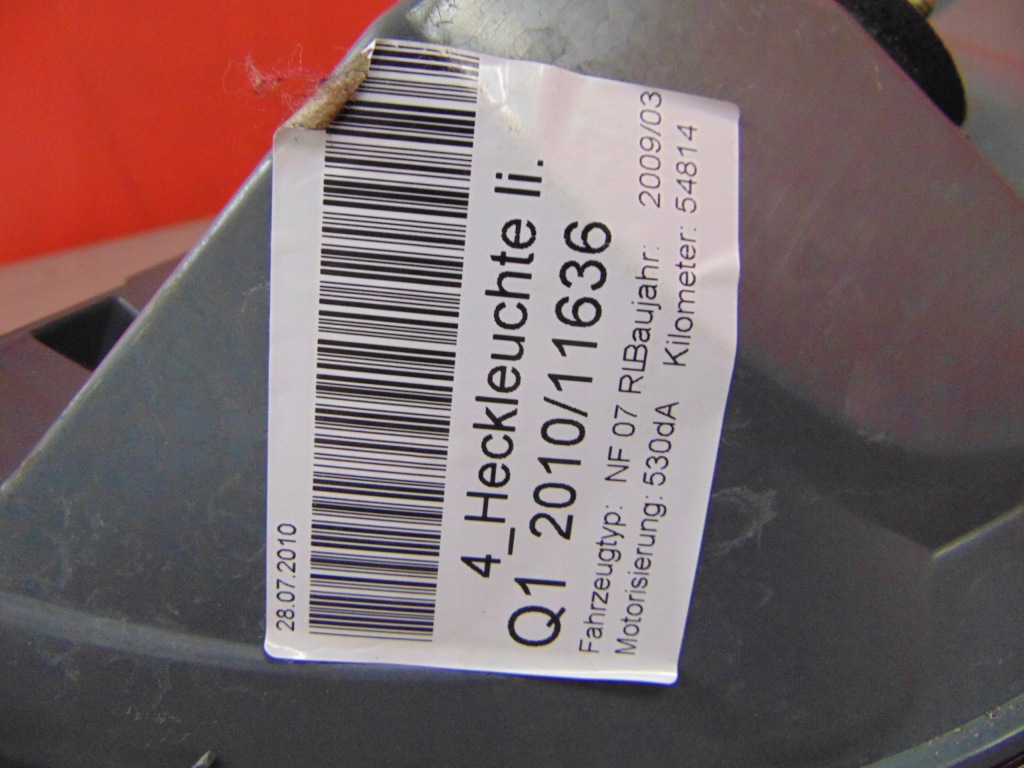 28.07.2010
4_Heckleuchte li.
Q1 2010/11636
Fahrzeugtyp: NF 07 RLBaujahr: 2009/03
Motorisierung: 530dA Kilometer: 54814